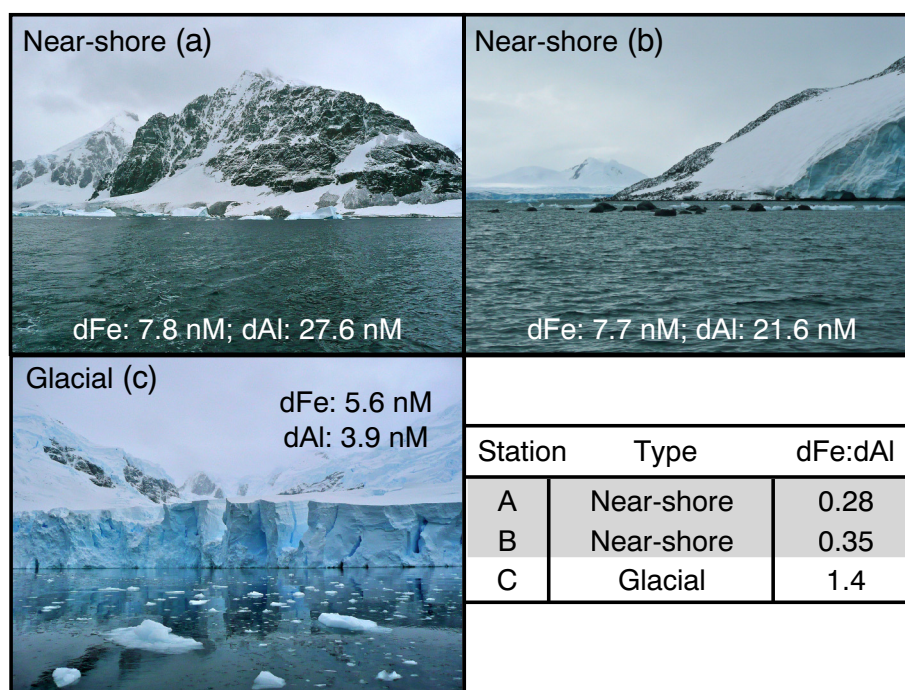 Near-shore (a)
dFe: 7.8 nM; dAl: 27.6 nM
Near-shore (b)
dFe: 7.7 nM; dAl: 21.6 nM
Glacial (c)
dFe: 5.6 nM
dAl: 3.9 nM
Station Type dFe:dAl
A Near-shore 0.28
B Near-shore 0.35
C Glacial 1.4